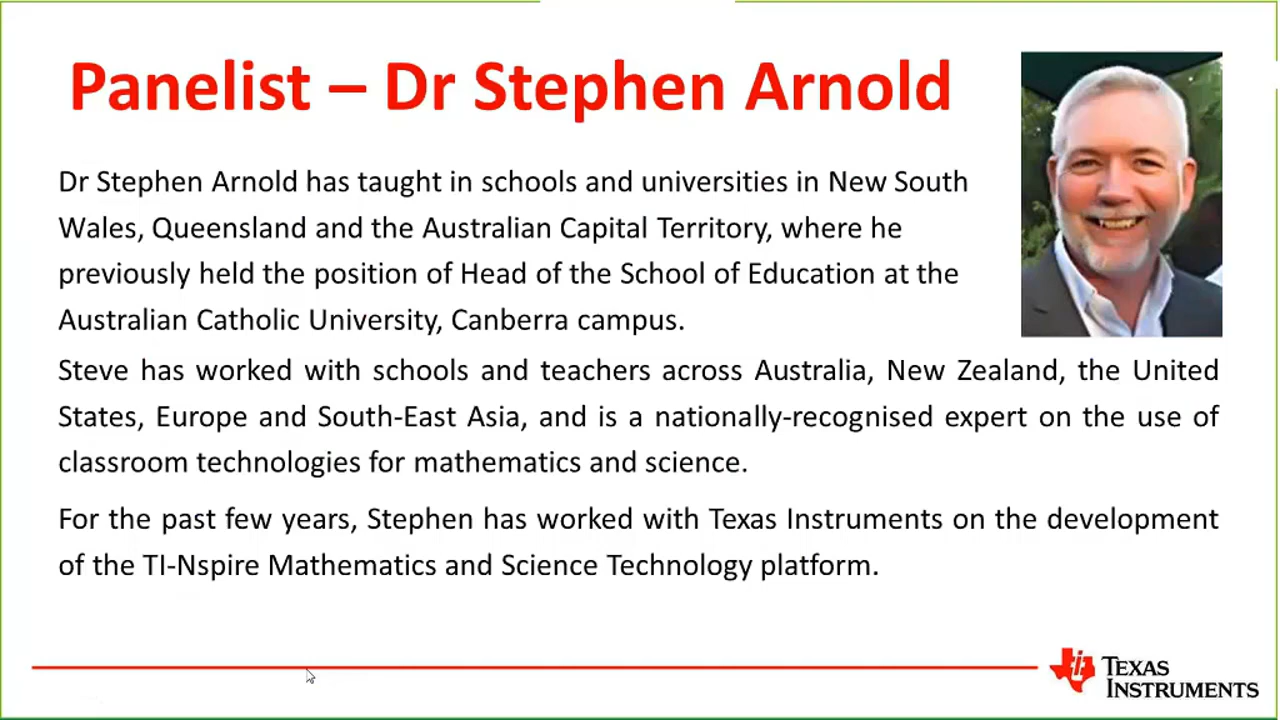 Panelist – Dr Stephen Arnold
Dr Stephen Arnold has taught in schools and universities in New South
Wales, Queensland and the Australian Capital Territory, where he
previously held the position of Head of the School of Education at the
Australian Catholic University, Canberra campus.
Steve has worked with schools and teachers across Australia, New Zealand, the United
States, Europe and South-East Asia, and is a nationally-recognised expert on the use of
classroom technologies for mathematics and science.
For the past few years, Stephen has worked with Texas Instruments on the development
of the TI-Nspire Mathematics and Science Technology platform.
TEXAS
INSTRUMENTS